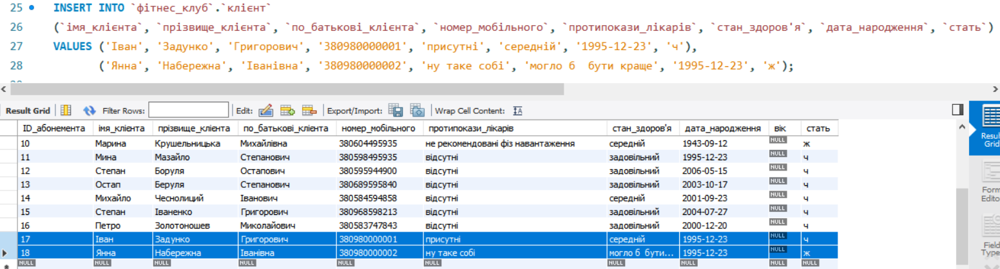 25 INSERT INTO `фітнес_клуб`.`клієнт`
26 (`імя_клієнта`, `прізвище_клієнта`, `по_батькові_клієнта`, `номер_мобільного`, `протипокази_лікарів`, `стан_здоров'я`, `дата_народження`, `стать`)
27 VALUES ('Іван', 'Задунко', 'Григорович', '380980000001', 'присутні', 'середній', '1995-12-23', 'ч'),
28 ('Янна', 'Набережна', 'Іванівна', '380980000002', 'ну таке собі', 'могло б  бути краще', '1995-12-23', 'ж');
Result Grid Filter Rows: Edit: Export/Import: Wrap Cell Content: IA
ID_абонемента імя_клієнта прізвище_клієнта по_батькові_клієнта номер_мобільного протипокази_лікарів стан_здоров'я дата_народження вік стать
10 Марина Крушельницька Михайлівна 380604495935 не рекомендовані фіз навантаження середній 1943-09-12 NULL ж
11 Мина Мазайло Степанович 380598495935 відсутні задовільний 1995-12-23 NULL ч
12 Степан Боруля Остапович 380595944900 відсутні задовільний 2006-05-15 NULL ч
13 Остап Беруля Степанович 380689595840 відсутні задовільний 2003-10-17 NULL ч
14 Михайло Чеснолиций Іванович 380584594858 відсутні середній 2001-09-23 NULL ч
15 Степан Іваненко Григорович 380968598213 відсутні задовільний 2004-07-27 NULL ч
16 Петро Золотоношев Миколайович 380583747843 відсутні задовільний 2000-12-20 NULL ч
17 Іван Задунко Григорович 380980000001 присутні середній 1995-12-23 NULL ч
18 Янна Набережна Іванівна 380980000002 ну таке собі могло б бути... 1995-12-23 NULL ж
NULL NULL NULL NULL NULL NULL NULL NULL NULL NULL
Result
Grid
Form
Edito
Field
Type